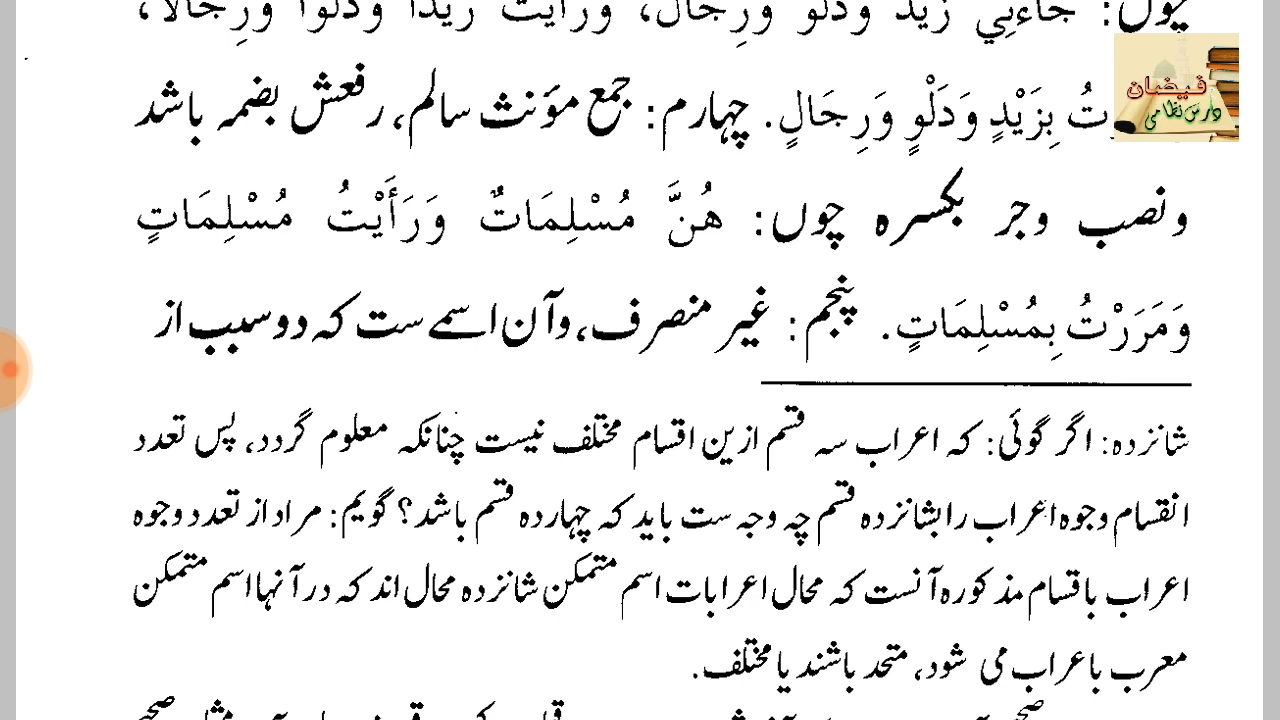 چوں: جَاءَنِي زَيْدٌ وَدَلْوٌ وَرِجَالٌ، وَرَأَيْتُ زَيْدًا وَدَلْوًا وَرِجَالًا،
بِزَيْدٍ وَدَلْوٍ وَرِجَالٍ. چہارم: جمع مؤنث سالم، رفعش بضمہ باشد
ونصب وجر بکسرہ چوں: هُنَّ مُسْلِمَاتٌ وَرَأَيْتُ مُسْلِمَاتٍ
وَمَرَرْتُ بِمُسْلِمَاتٍ. پنجم: غیر منصرف، وآن اسمے ست کہ دو سبب از
شانزدہ: اگر گوئی: کہ اعراب سہ قسم ازین اقسام مختلف نیست چنانکہ معلوم گردد، پس تعدد
انقسام وجوہ اعراب را بشانزدہ قسم چہ وجہ ست باید کہ چہاردہ قسم باشد؟ گویم: مراد از تعدد وجوہ
اعراب باقسام مذکورہ آنست کہ محال اعرابات اسم متمکن شانزدہ محال اند کہ در آنہا اسم متمکن
معرب باعراب می شود، متحد باشند یا مختلف.
فیضان
درس نظامی